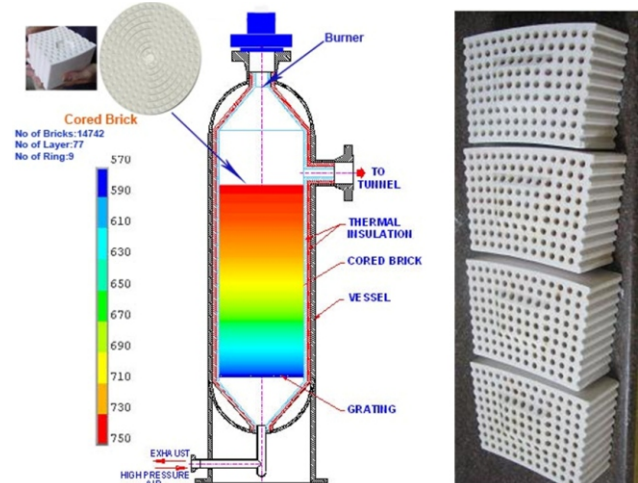 Burner
Cored Brick
No of Bricks:14742
No of Layer:77
No of Ring:9
570
590
610
630
650
670
690
710
730
750
TO
TUNNEL
THERMAL
INSULATION
CORED BRICK
VESSEL
GRATING
EXHAUST
HIGH PRESSURE
AIR